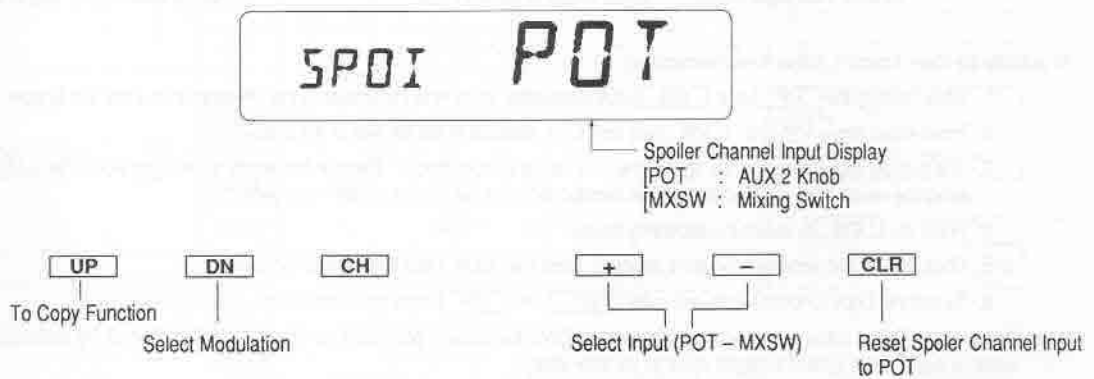 SPOI POT
Spoiler Channel Input Display
[POT : AUX 2 Knob
[MXSW : Mixing Switch
UP DN CH + – CLR
To Copy Function
Select Modulation
Select Input (POT – MXSW)
Reset Spoler Channel Input
to POT